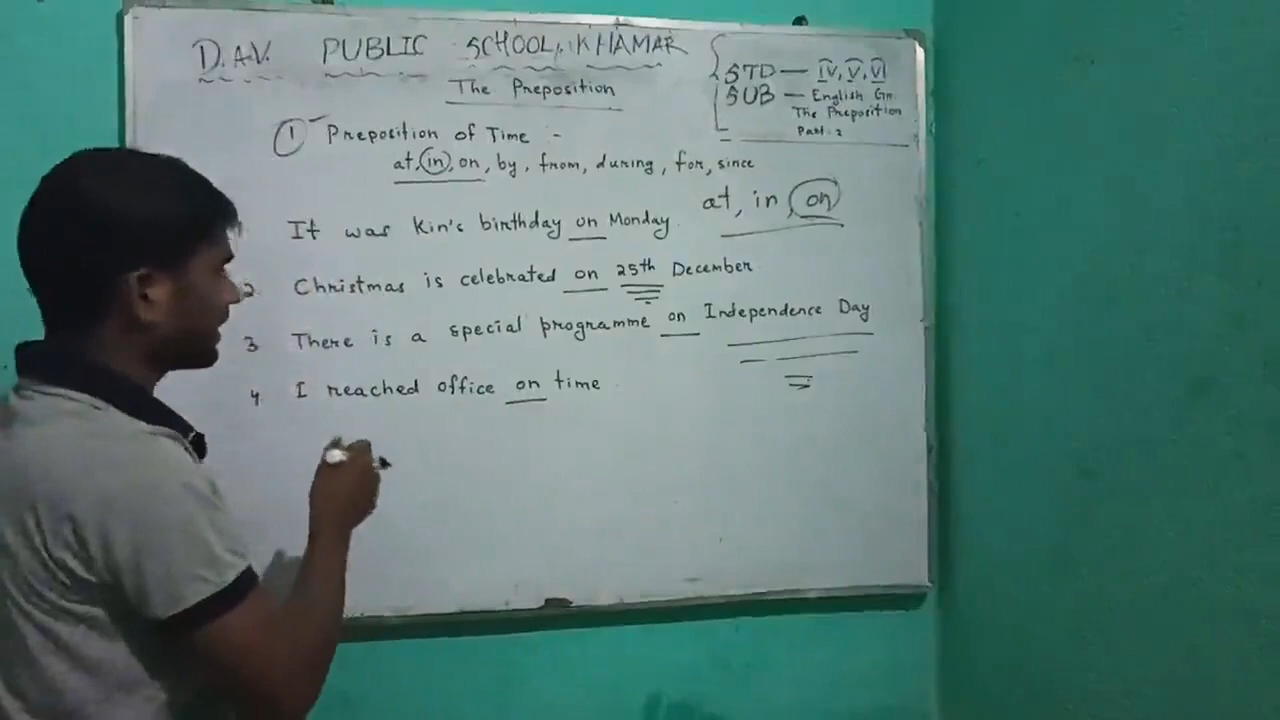 D.A.V. PUBLIC SCHOOL, KHAMAR
STD — IV, V, VI
SUB — English Gr.
The Preposition
Part-2
The Preposition
1 Preposition of Time :-
at, in, on, by, from, during, for, since
at, in, on
It was Kin's birthday on Monday.
2 Christmas is celebrated on 25th December
3 There is a special programme on Independence Day
4 I reached office on time